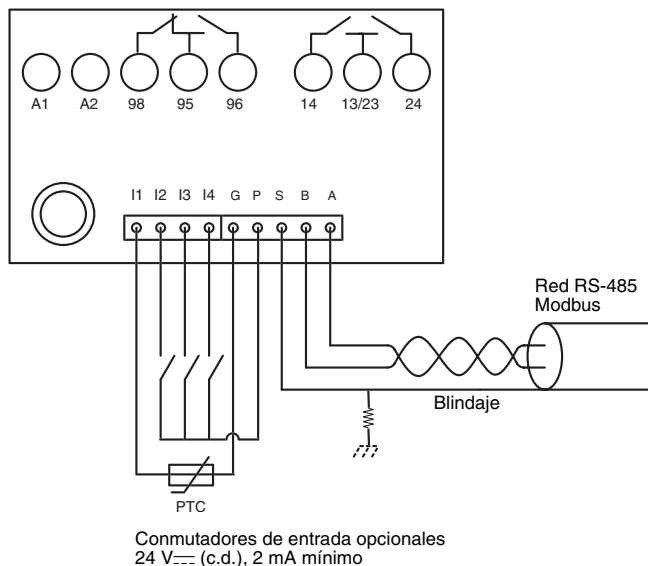 A1 A2 98 95 96 14 13/23 24
I1 I2 I3 I4 G P S B A
Red RS-485
Modbus
Blindaje
PTC
Conmutadores de entrada opcionales
24 V⎓ (c.d.), 2 mA mínimo